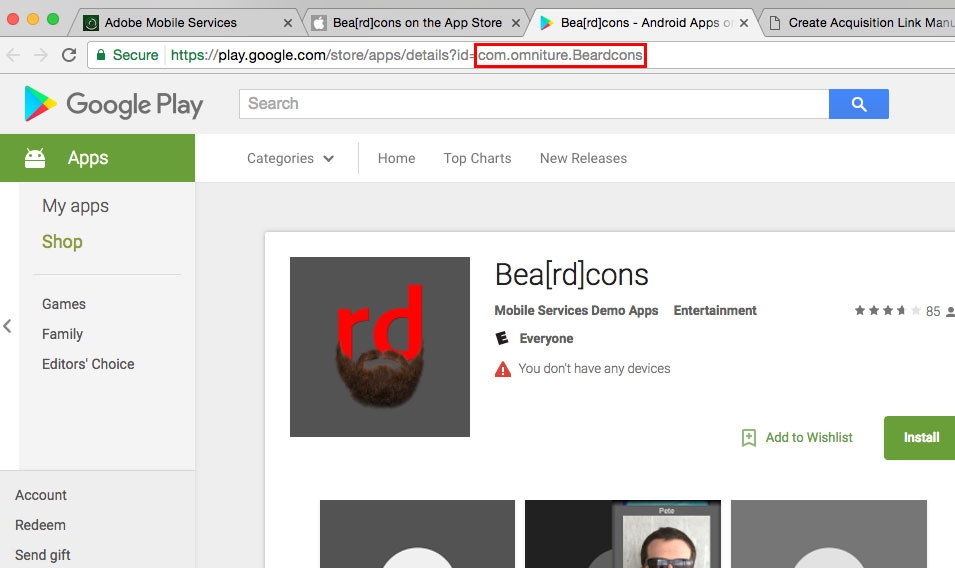 Adobe Mobile Services
Bea[rd]cons on the App Store
Bea[rd]cons - Android Apps o
Create Acquisition Link Manu
Secure https://play.google.com/store/apps/details?id=com.omniture.Beardcons
Google Play
Search
Apps
Categories Home Top Charts New Releases
My apps
Shop
Games
Family
Editors' Choice
Account
Redeem
Send gift
rd
Bea[rd]cons
Mobile Services Demo Apps Entertainment
85
E Everyone
You don't have any devices
Add to Wishlist
Install
Pete